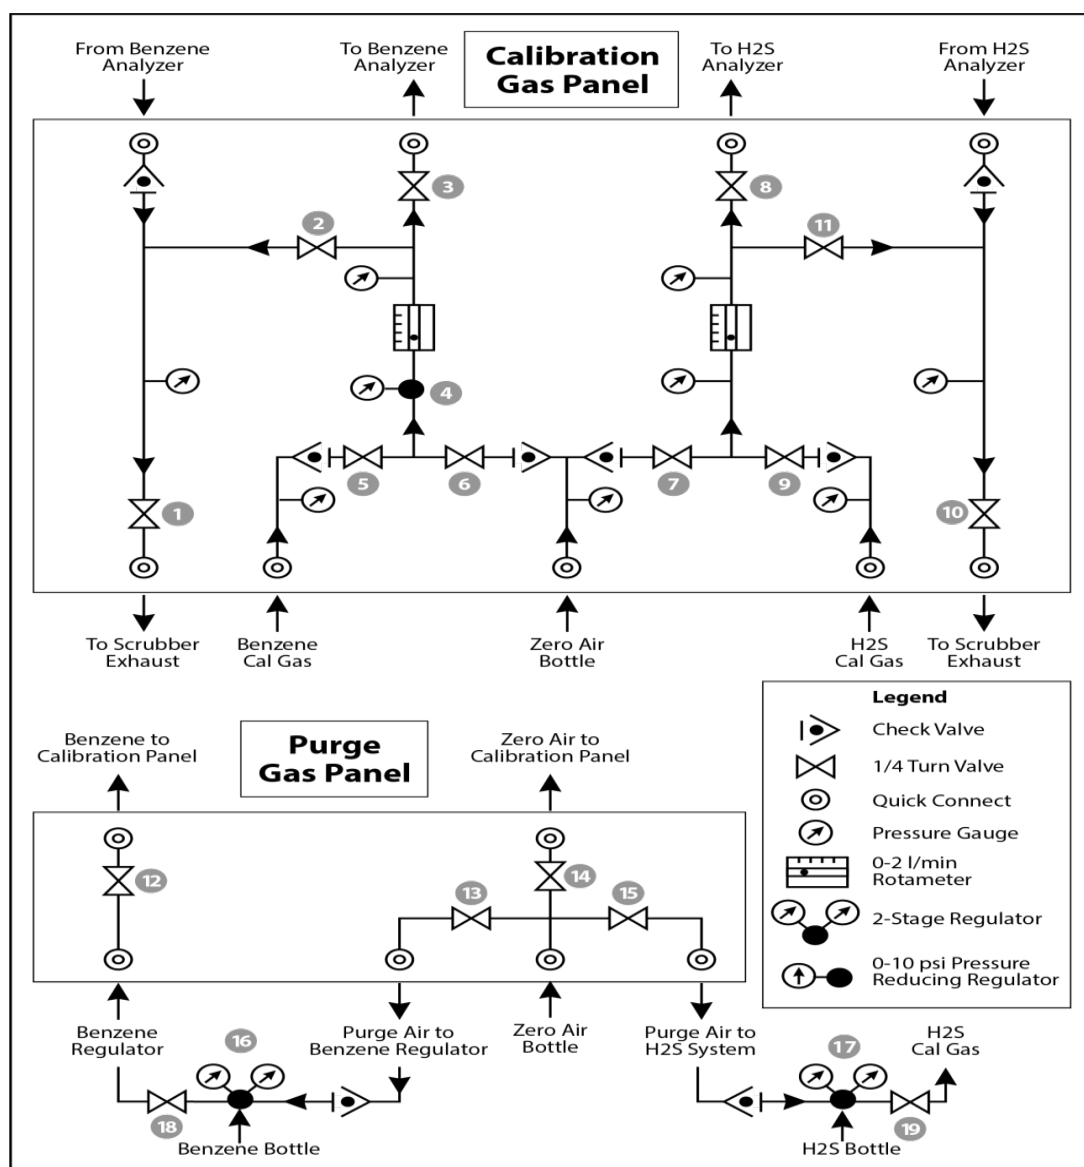 From Benzene
Analyzer
To Benzene
Analyzer
Calibration
Gas Panel
To H2S
Analyzer
From H2S
Analyzer
3
8
2
11
4
5
6
7
9
1
10
To Scrubber
Exhaust
Benzene
Cal Gas
Zero Air
Bottle
H2S
Cal Gas
To Scrubber
Exhaust
Legend
Check Valve
1/4 Turn Valve
Quick Connect
Pressure Gauge
0-2 l/min
Rotameter
2-Stage Regulator
0-10 psi Pressure
Reducing Regulator
Benzene to
Calibration Panel
Purge
Gas Panel
Zero Air to
Calibration Panel
12
13
14
15
Benzene
Regulator
Purge Air to
Benzene Regulator
Zero Air
Bottle
Purge Air to
H2S System
H2S
Cal Gas
16
17
18
19
Benzene Bottle
H2S Bottle